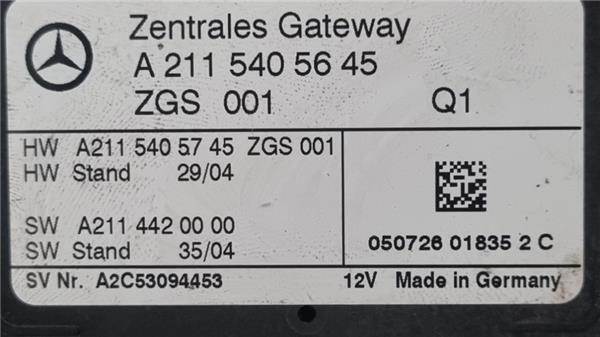 Zentrales Gateway
A 211 540 56 45
ZGS 001 Q1
HW A211 540 57 45 ZGS 001
HW Stand 29/04
SW A211 442 00 00
SW Stand 35/04
050726 01835 2 C
SV Nr. A2C53094453 12V Made in Germany